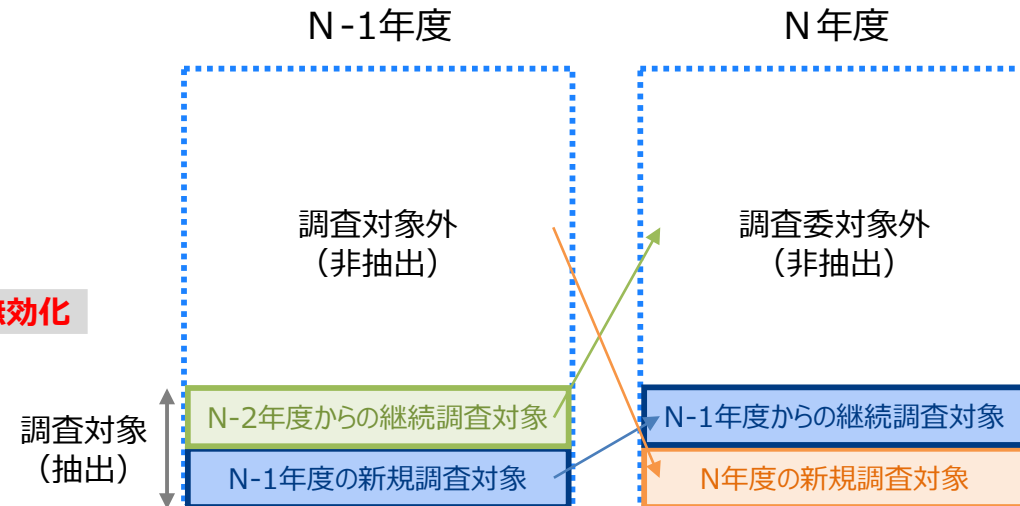 N-1年度
N年度
調査対象外
（非抽出）
調査委対象外
（非抽出）
効化
調査対象
（抽出）
N-2年度からの継続調査対象
N-1年度の新規調査対象
N-1年度からの継続調査対象
N年度の新規調査対象